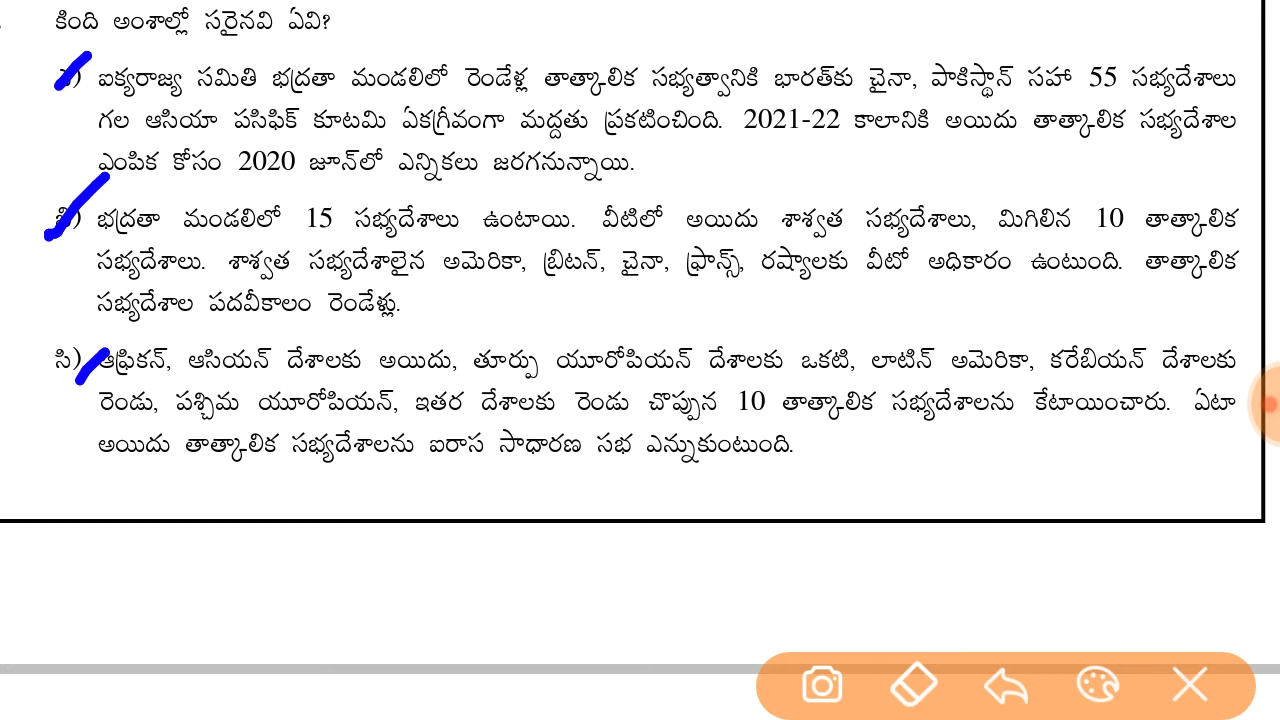 కింది అంశాల్లో సరైనవి ఏవి?
ఐక్యరాజ్య సమితి భద్రతా మండలిలో రెండేళ్ల తాత్కాలిక సభ్యత్వానికి భారత్‌కు చైనా, పాకిస్థాన్ సహా 55 సభ్యదేశాలు
గల ఆసియా పసిఫిక్ కూటమి ఏకగ్రీవంగా మద్దతు ప్రకటించింది. 2021-22 కాలానికి అయిదు తాత్కాలిక సభ్యదేశాల
ఎంపిక కోసం 2020 జూన్‌లో ఎన్నికలు జరగనున్నాయి.
బి) భద్రతా మండలిలో 15 సభ్యదేశాలు ఉంటాయి. వీటిలో అయిదు శాశ్వత సభ్యదేశాలు, మిగిలిన 10 తాత్కాలిక
సభ్యదేశాలు. శాశ్వత సభ్యదేశాలైన అమెరికా, బ్రిటన్, చైనా, ఫ్రాన్స్, రష్యాలకు వీటో అధికారం ఉంటుంది. తాత్కాలిక
సభ్యదేశాల పదవీకాలం రెండేళ్లు.
సి) ఆఫ్రికన్, ఆసియన్ దేశాలకు అయిదు, తూర్పు యూరోపియన్ దేశాలకు ఒకటి, లాటిన్ అమెరికా, కరేబియన్ దేశాలకు
రెండు, పశ్చిమ యూరోపియన్, ఇతర దేశాలకు రెండు చొప్పున 10 తాత్కాలిక సభ్యదేశాలను కేటాయించారు. ఏటా
అయిదు తాత్కాలిక సభ్యదేశాలను ఐరాస సాధారణ సభ ఎన్నుకుంటుంది.